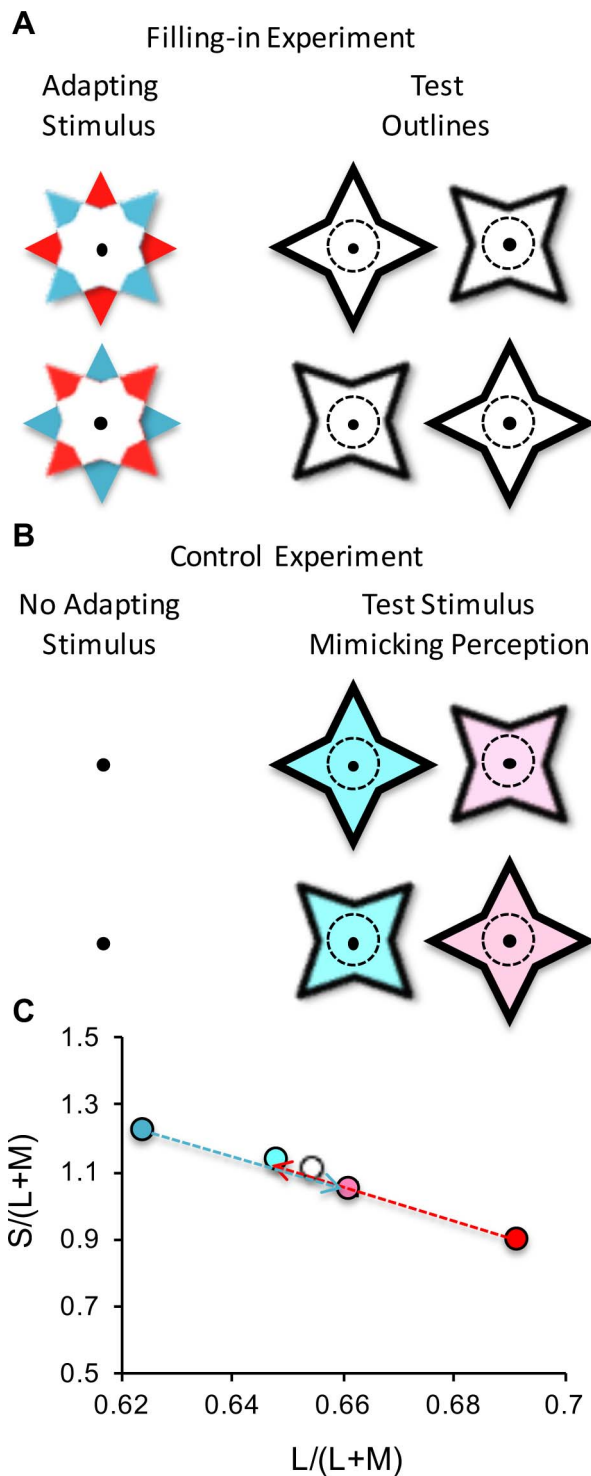 A
Filling-in Experiment
Adapting
Stimulus
Test
Outlines
B
Control Experiment
No Adapting
Stimulus
Test Stimulus
Mimicking Perception
C
S/(L+M)
1.5
1.3
1.1
0.9
0.7
0.5
0.62
0.64
0.66
0.68
0.7
L/(L+M)